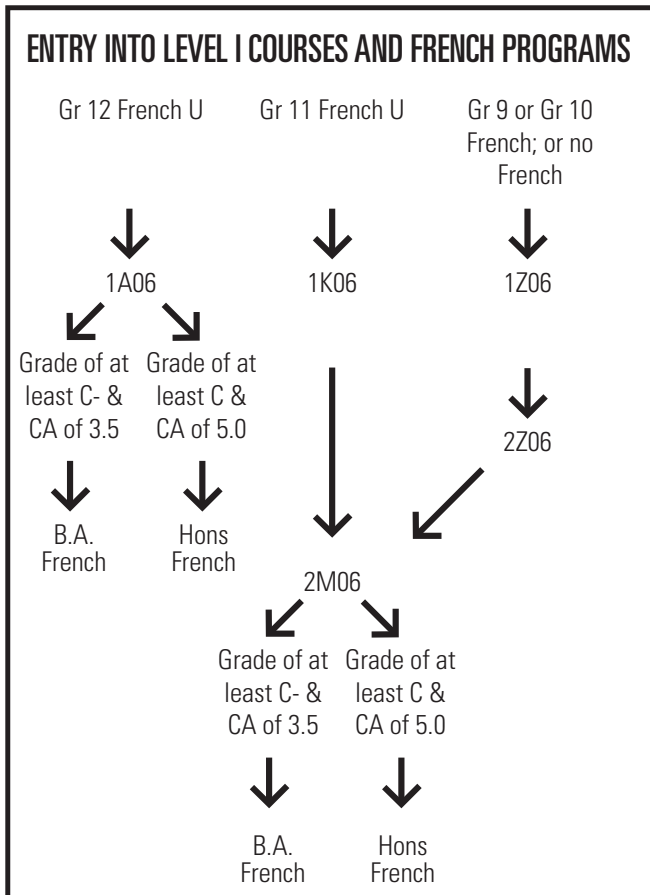 ENTRY INTO LEVEL I COURSES AND FRENCH PROGRAMS
Gr 12 French U
Gr 11 French U
Gr 9 or Gr 10
French; or no
French
1A06
1K06
1Z06
Grade of at
least C- &
CA of 3.5
Grade of at
least C &
CA of 5.0
2Z06
B.A.
French
Hons
French
2M06
Grade of at
least C- &
CA of 3.5
Grade of at
least C &
CA of 5.0
B.A.
French
Hons
French